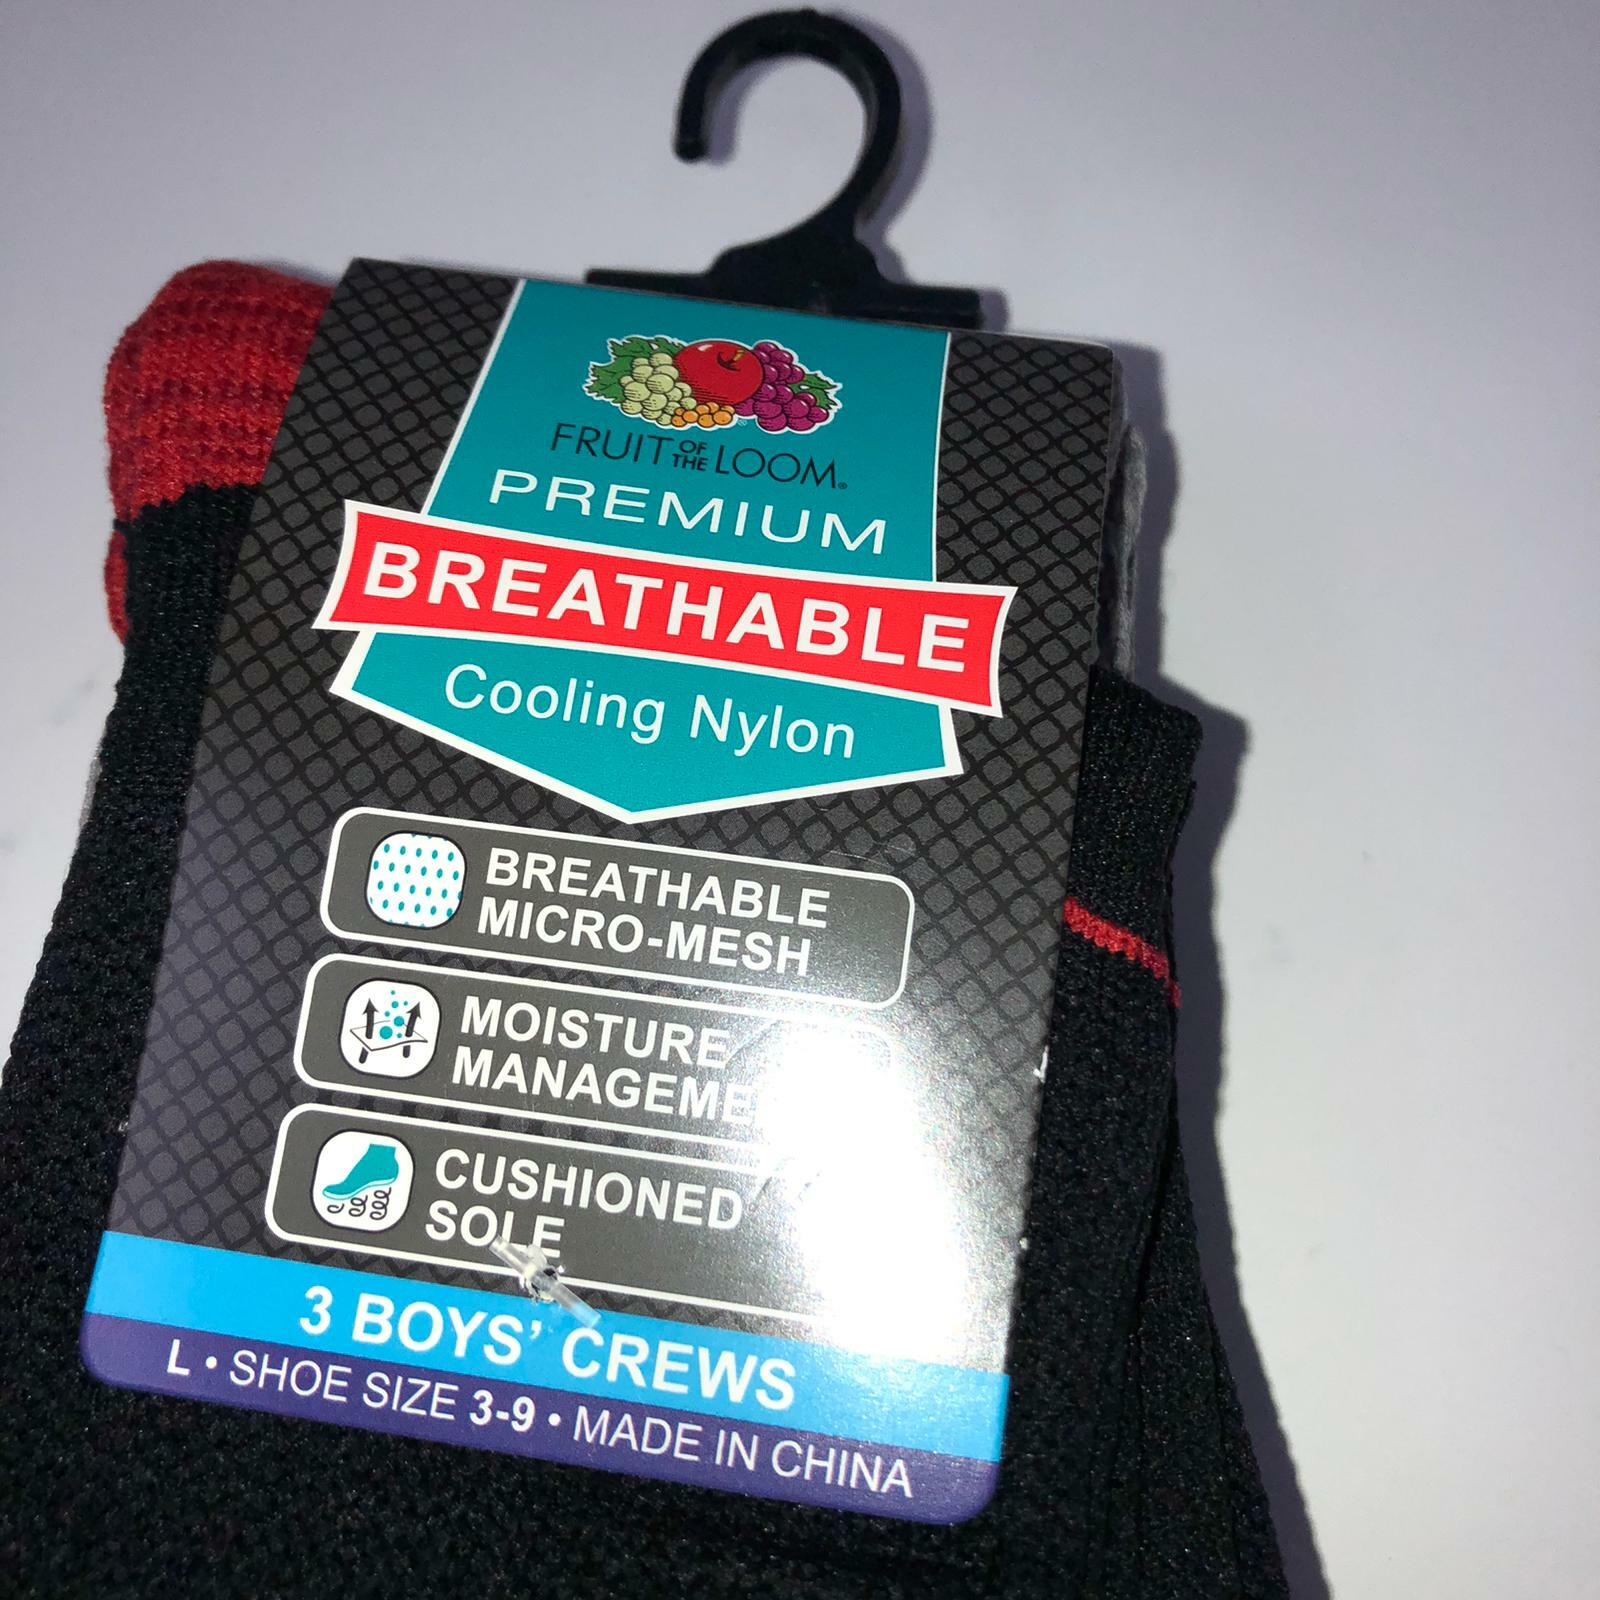 FRUIT OF THE LOOM®
PREMIUM
BREATHABLE
Cooling Nylon
BREATHABLE
MICRO-MESH
MOISTURE
CUSHIONED
SOLE
3 BOYS' CREWS
L • SHOE SIZE 3-9 • MADE IN CHINA